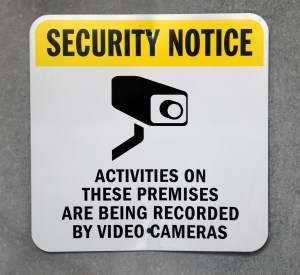 SECURITY NOTICE
ACTIVITIES ON
THESE PREMISES
ARE BEING RECORDED
BY VIDEO CAMERAS